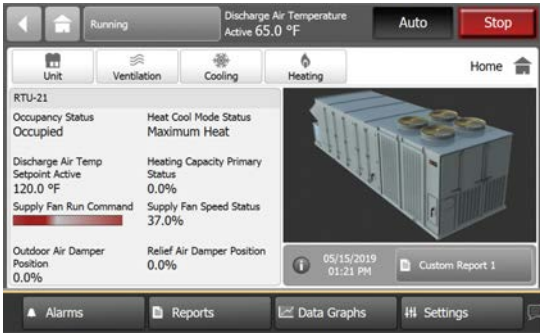 Running
Discharge Air Temperature
Active 65.0 °F
Auto
Stop
Unit
Ventilation
Cooling
Heating
Home
RTU-21
Occupancy Status
Occupied
Heat Cool Mode Status
Maximum Heat
Discharge Air Temp
Setpoint Active
120.0 °F
Heating Capacity Primary
Status
0.0%
Supply Fan Run Command
Supply Fan Speed Status
37.0%
Outdoor Air Damper
Position
0.0%
Relief Air Damper Position
0.0%
05/15/2019
01:21 PM
Custom Report 1
Alarms
Reports
Data Graphs
Settings